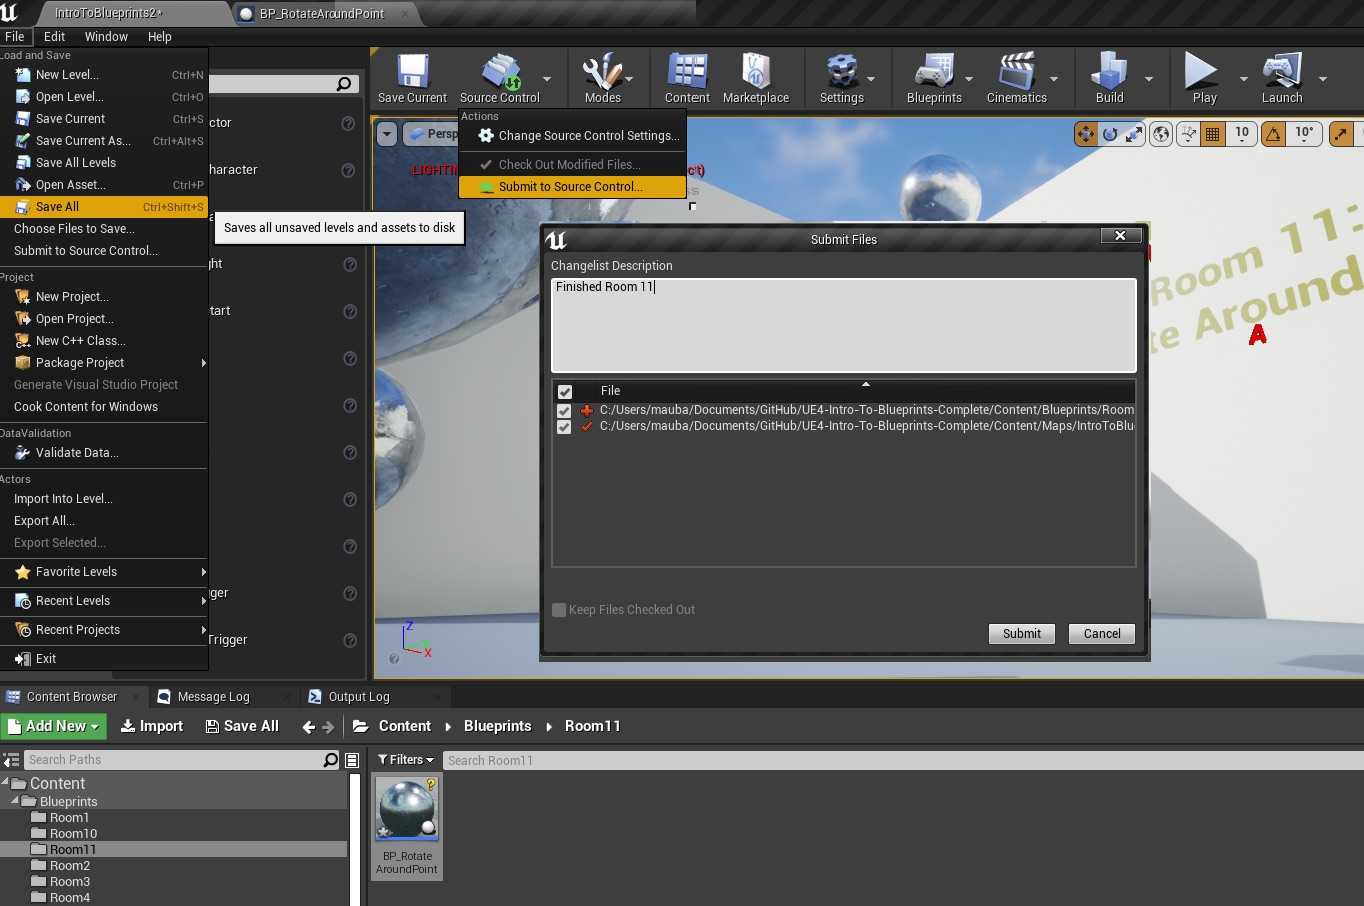 IntroToBlueprints2*
BP_RotateAroundPoint
File Edit Window Help
Load and Save
New Level... Ctrl+N
Open Level... Ctrl+O
Save Current Ctrl+S
Save Current As... Ctrl+Alt+S
Save All Levels
Open Asset... Ctrl+P
Save All Ctrl+Shift+S
Choose Files to Save...
Submit to Source Control...
Project
New Project...
Open Project...
New C++ Class...
Package Project
Generate Visual Studio Project
Cook Content for Windows
DataValidation
Validate Data...
Actors
Import Into Level...
Export All...
Export Selected...
Favorite Levels
Recent Levels
Recent Projects
Exit
Saves all unsaved levels and assets to disk
ctor
haracter
ght
tart
ger
Trigger
Save Current
Source Control
Modes
Content
Marketplace
Settings
Blueprints
Cinematics
Build
Play
Launch
Actions
Change Source Control Settings...
Check Out Modified Files...
Submit to Source Control...
Persp
LIGHTIN
ct)
10
10°
Room 11:
te Around
A
Submit Files
Changelist Description
Finished Room 11
File
C:/Users/mauba/Documents/GitHub/UE4-Intro-To-Blueprints-Complete/Content/Blueprints/Room
C:/Users/mauba/Documents/GitHub/UE4-Intro-To-Blueprints-Complete/Content/Maps/IntroToBlu
Keep Files Checked Out
Submit
Cancel
Z
X
Content Browser
Message Log
Output Log
Add New
Import
Save All
Content
Blueprints
Room11
Search Paths
Filters
Search Room11
Content
Blueprints
Room1
Room10
Room11
Room2
Room3
Room4
BP_Rotate
AroundPoint